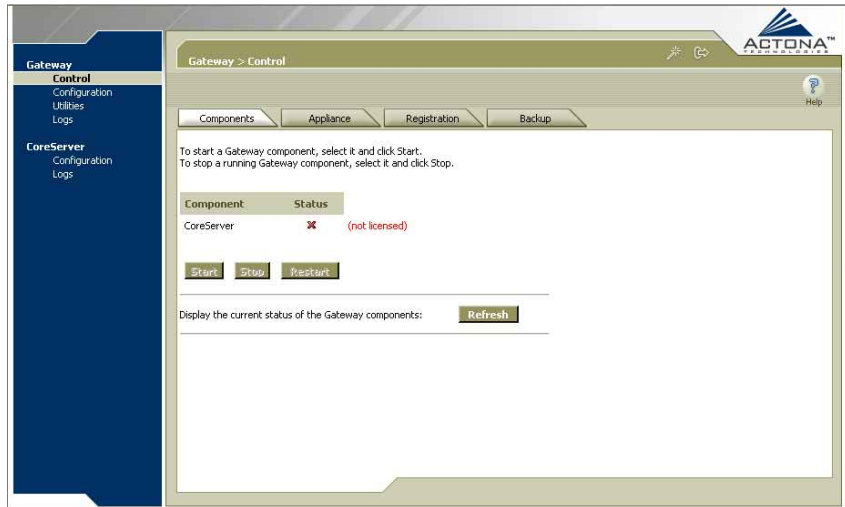 ACTONA™
TECHNOLOGIES
Gateway > Control
Help
Gateway
Control
Configuration
Utilities
Logs
CoreServer
Configuration
Logs
Components Appliance Registration Backup
To start a Gateway component, select it and click Start.
To stop a running Gateway component, select it and click Stop.
Component Status
CoreServer (not licensed)
Start Stop Restart
Display the current status of the Gateway components: Refresh